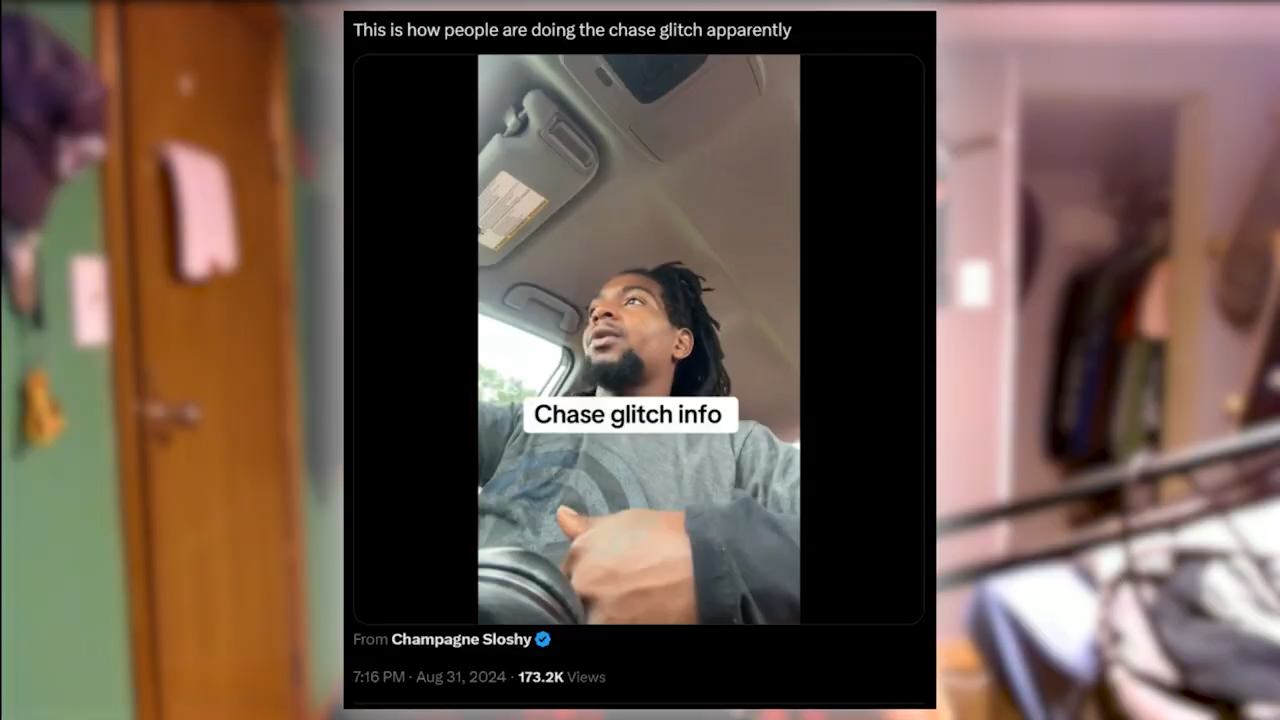 This is how people are doing the chase glitch apparently
Chase glitch info
From Champagne Sloshy
7:16 PM · Aug 31, 2024 · 173.2K Views